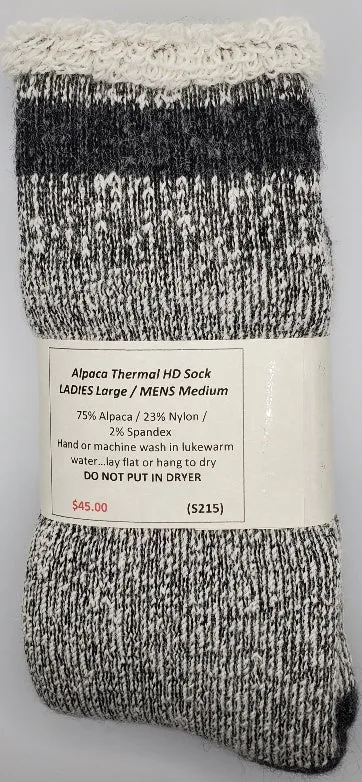 Alpaca Thermal HD Sock
LADIES Large / MENS Medium
75% Alpaca / 23% Nylon /
2% Spandex
Hand or machine wash in lukewarm
water...lay flat or hang to dry
DO NOT PUT IN DRYER
$45.00 (S215)